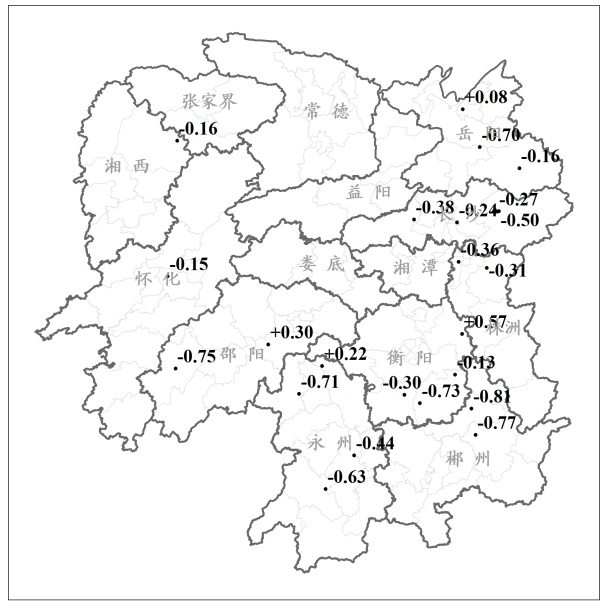 +0.08
张家界
常 德
-0.16
岳 阳
-0.70
-0.16
湘 西
益 阳
-0.27
-0.38
-0.24
-0.50
-0.36
-0.15
娄 底
湘 潭
-0.31
怀 化
+0.57
株洲
+0.30
+0.22
-0.75
邵 阳
衡 阳
-0.13
-0.71
-0.30
-0.73
-0.81
-0.77
永 州
-0.44
郴 州
-0.63